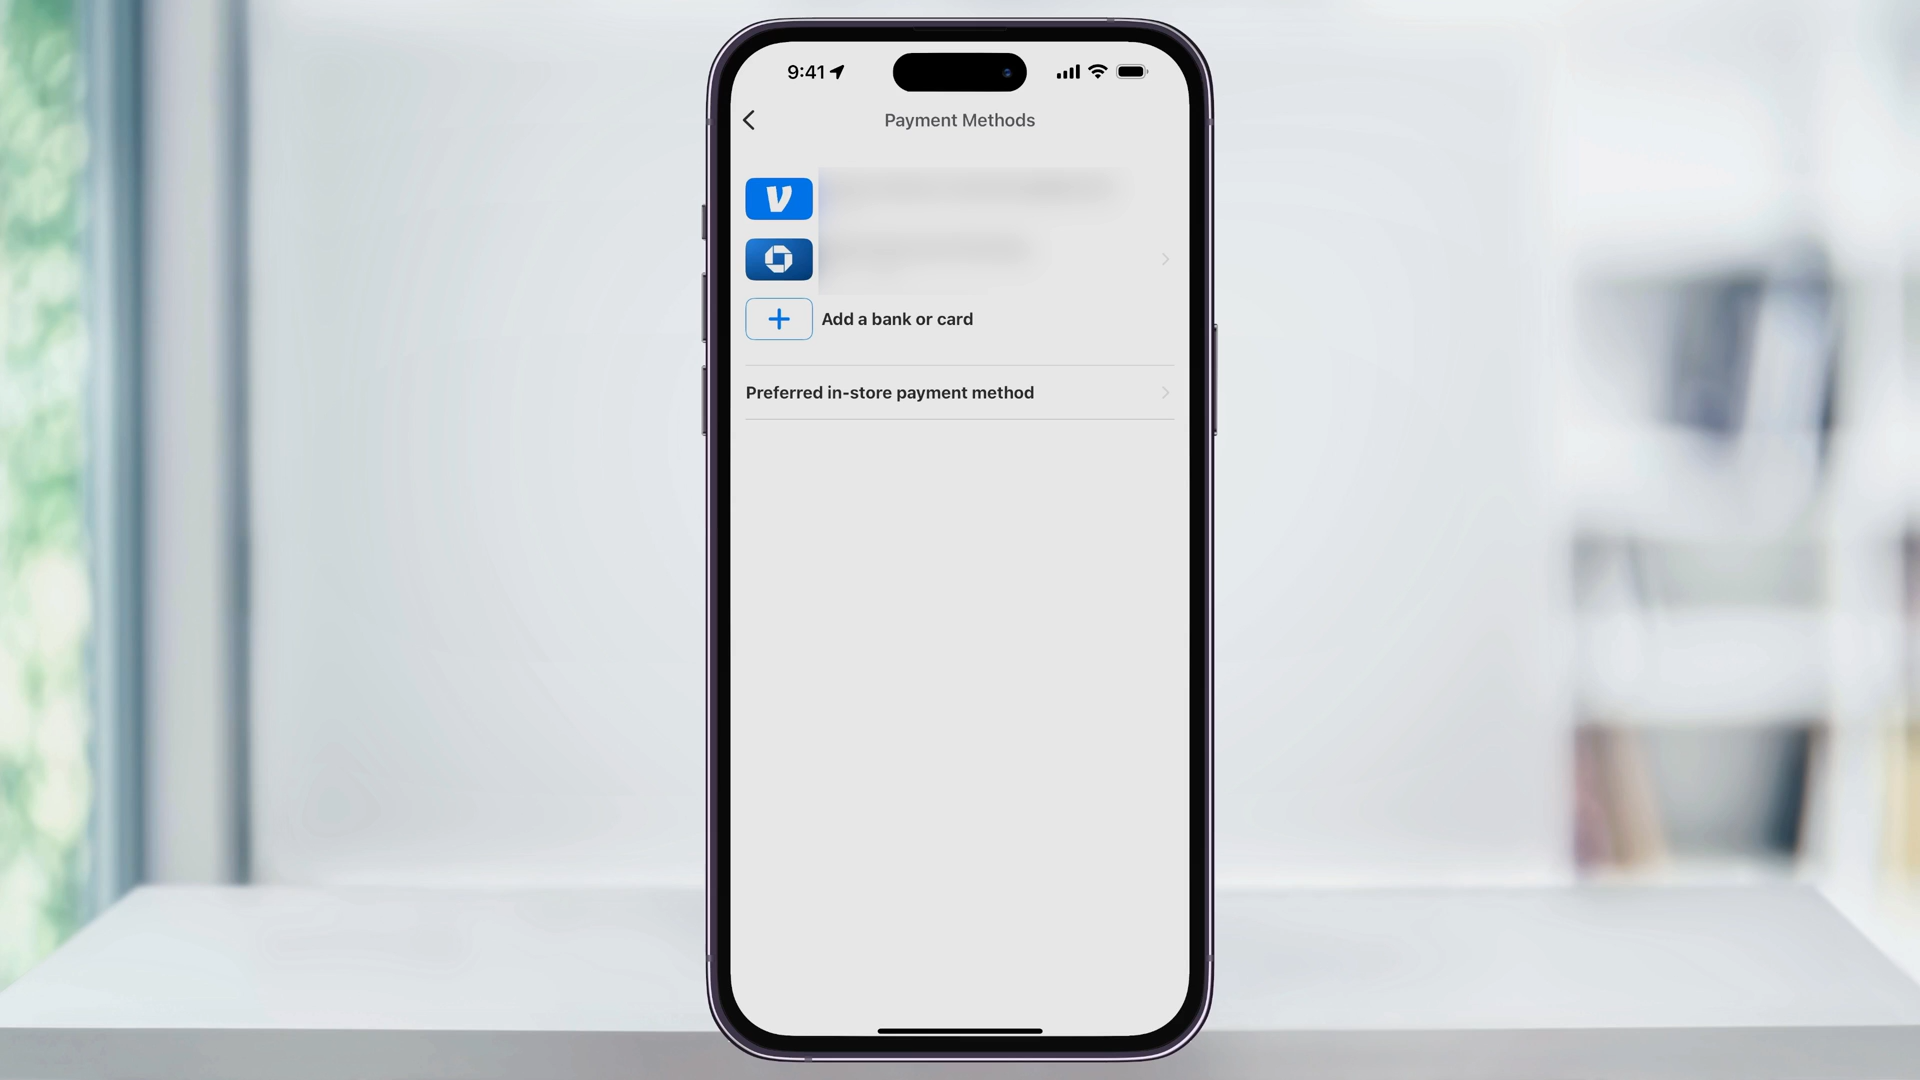 9:41
Payment Methods
V
Add a bank or card
Preferred in-store payment method